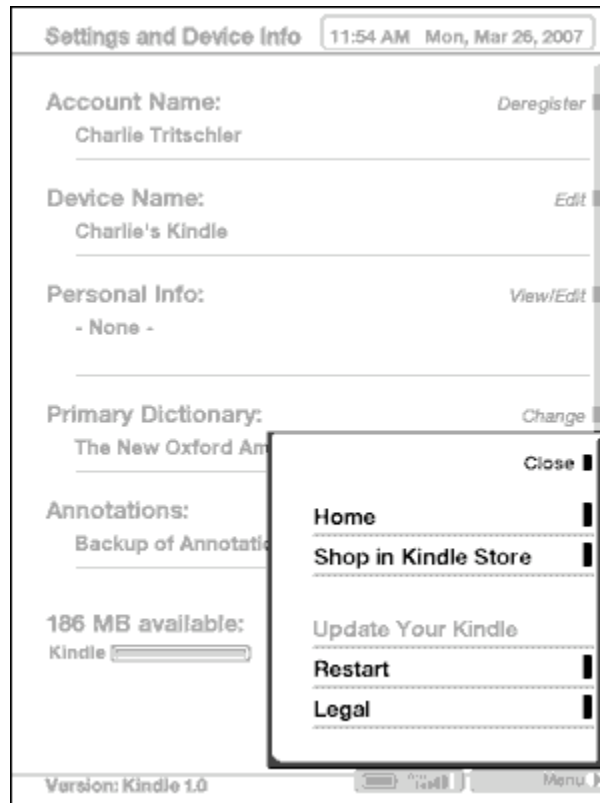 Settings and Device Info 11:54 AM Mon, Mar 26, 2007
Account Name: Deregister
Charlie Tritschler
Device Name: Edit
Charlie's Kindle
Personal Info: View/Edit
- None -
Primary Dictionary: Change
The New Oxford Am
Close
Annotations:
Home
Backup of Annotatio
Shop in Kindle Store
186 MB available:
Update Your Kindle
Kindle
Restart
Legal
Version: Kindle 1.0 Menu